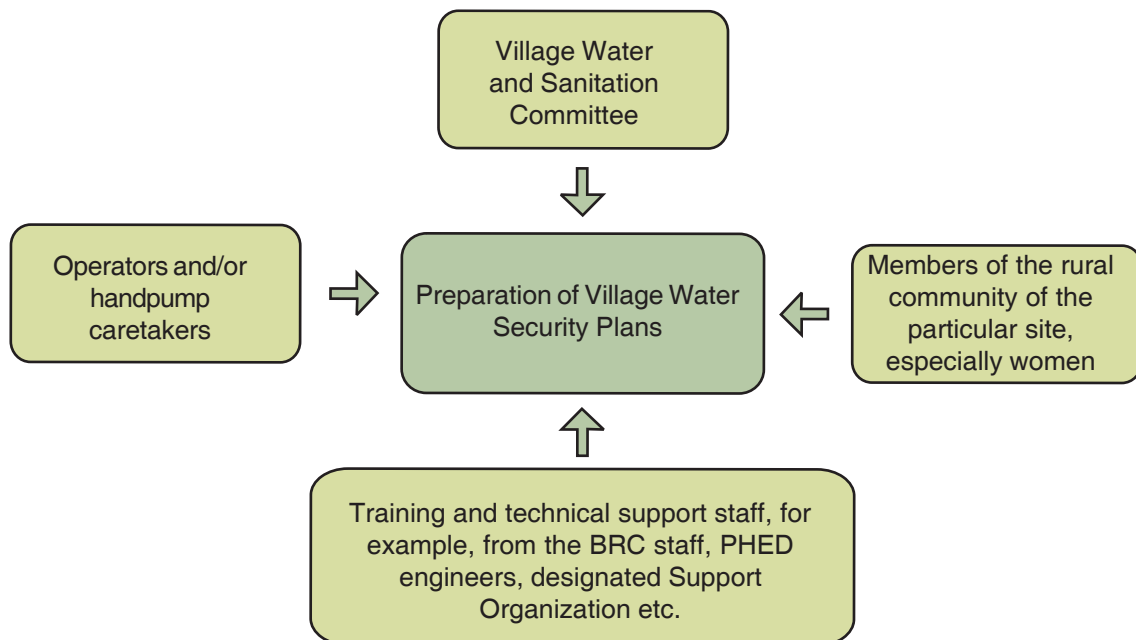 Village Water
and Sanitation
Committee
Operators and/or
handpump
caretakers
Preparation of Village Water
Security Plans
Members of the rural
community of the
particular site,
especially women
Training and technical support staff, for
example, from the BRC staff, PHED
engineers, designated Support
Organization etc.